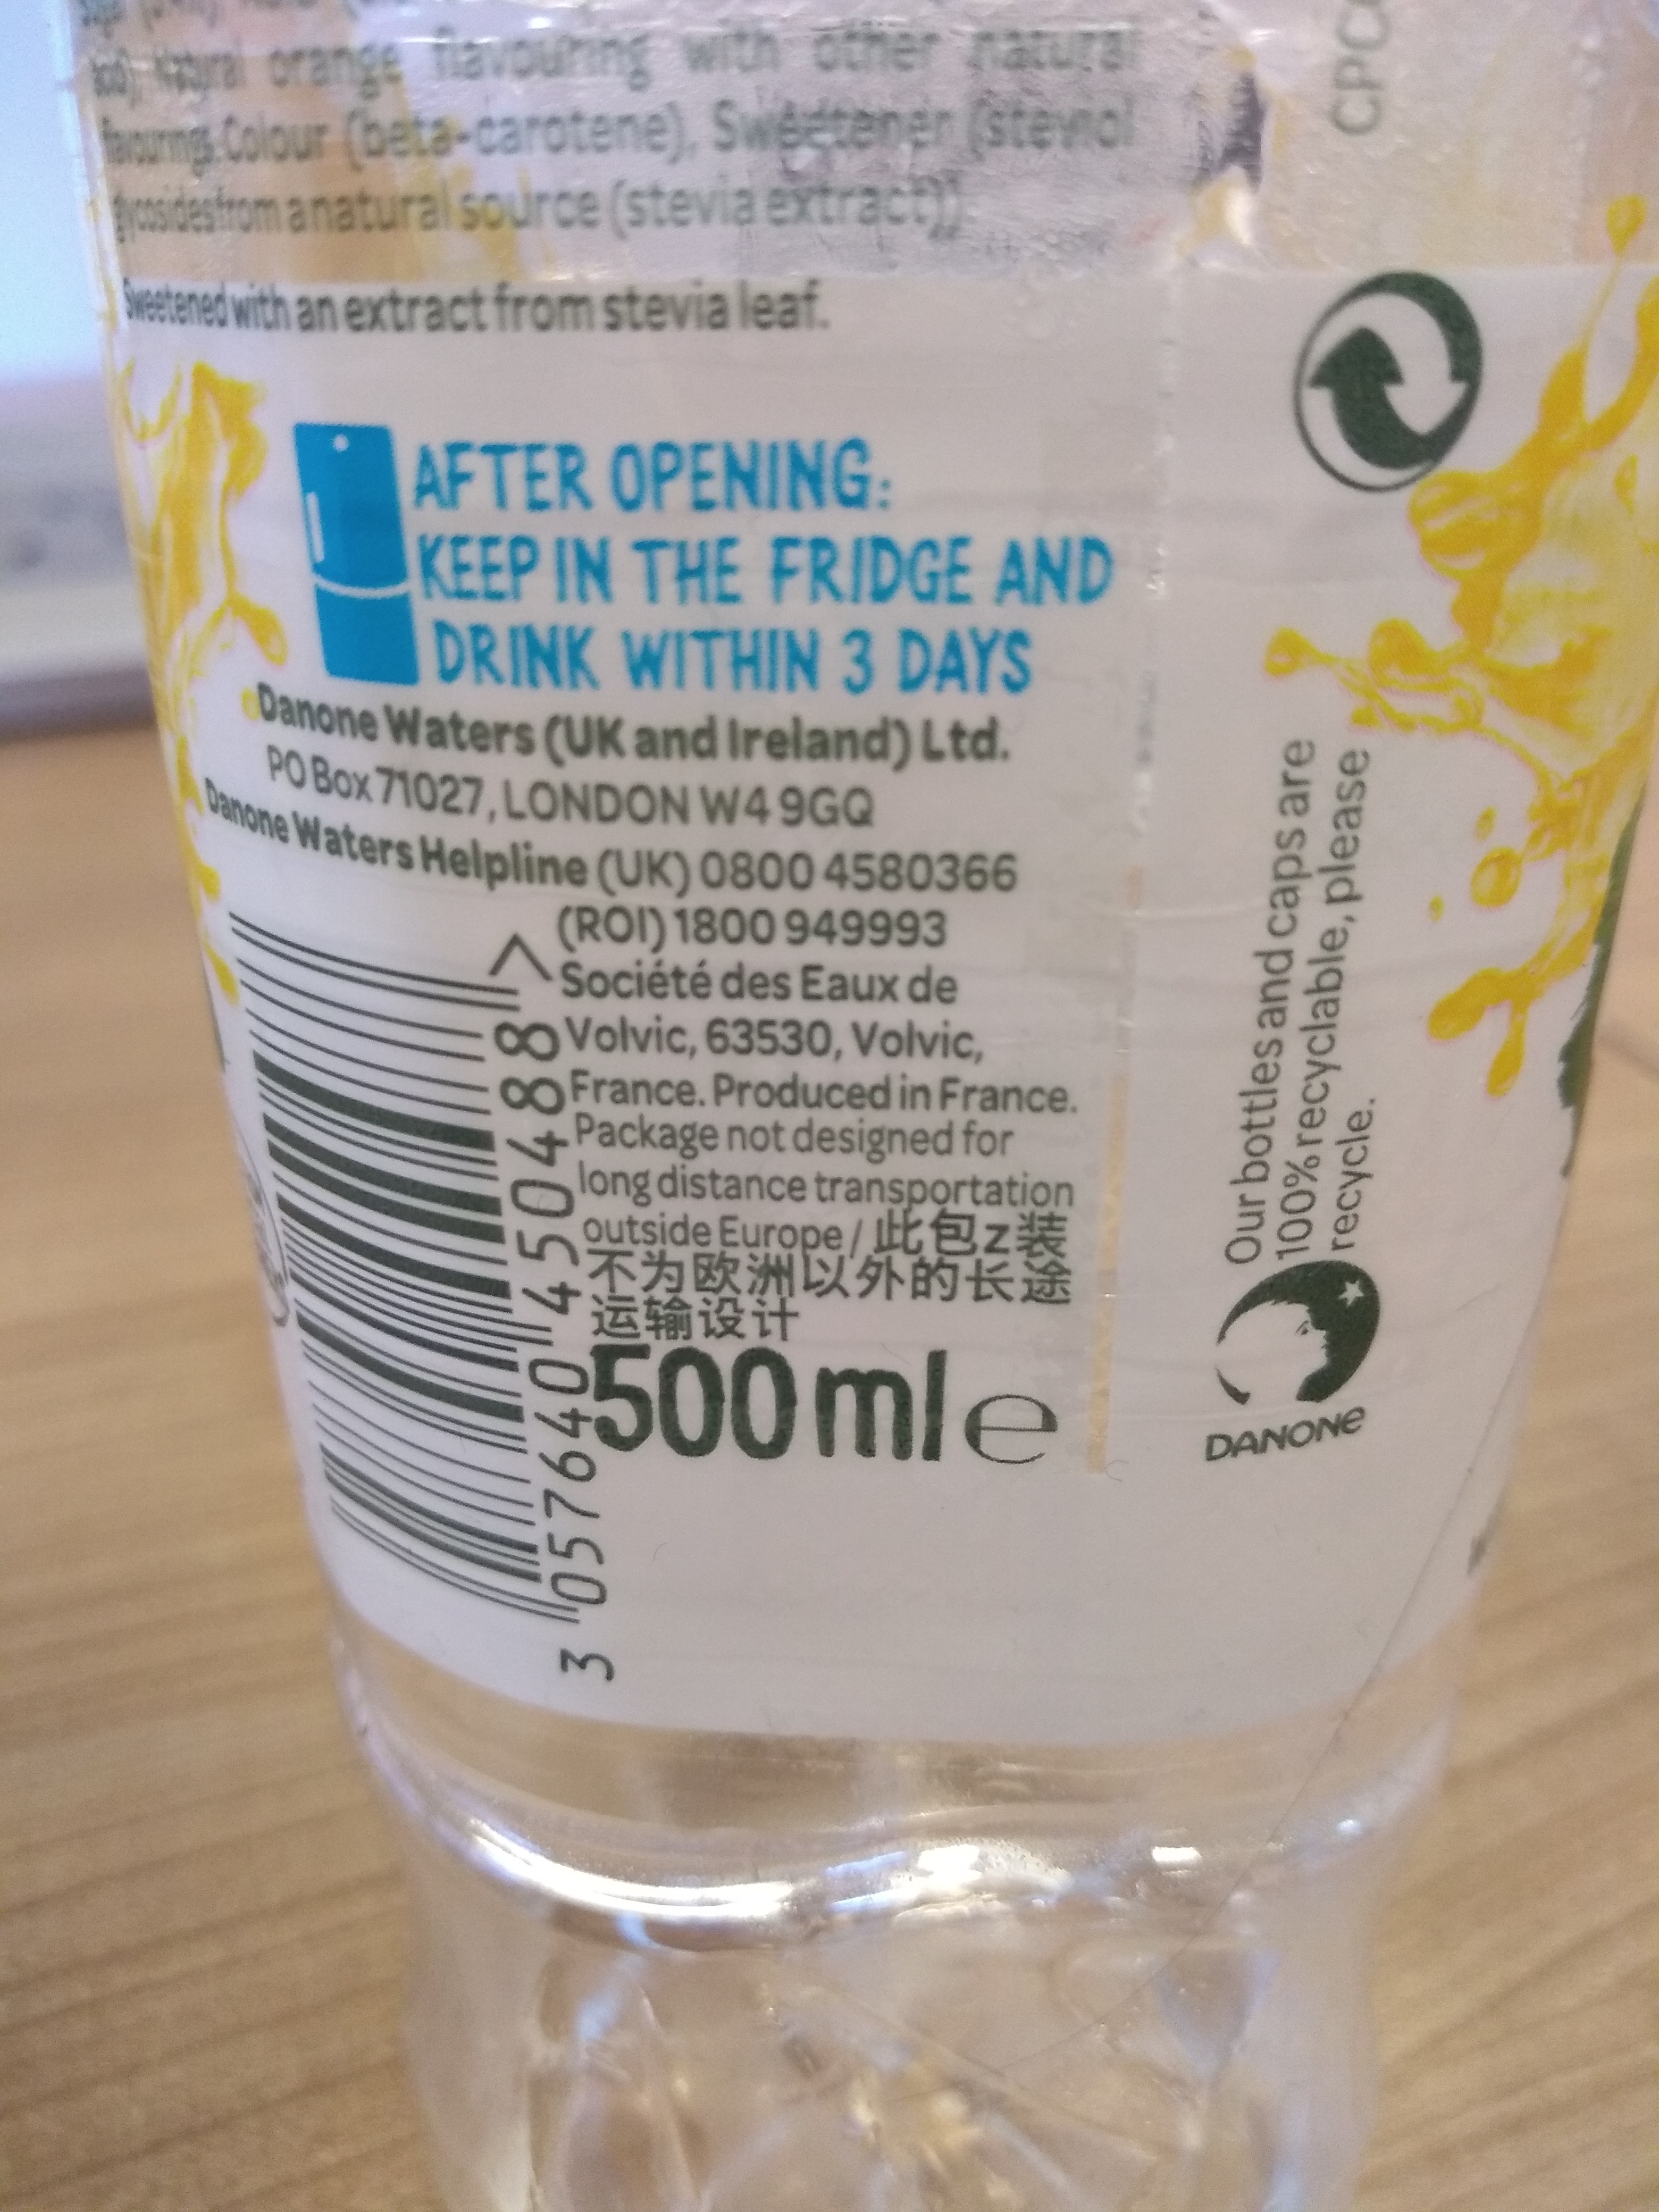 natural orange flavouring with other natural
flavourings, Colour (beta-carotene), Sweetener (steviol
glycosides from a natural source (stevia extract))
Sweetened with an extract from stevia leaf.
AFTER OPENING:
KEEP IN THE FRIDGE AND
DRINK WITHIN 3 DAYS
Danone Waters (UK and Ireland) Ltd.
PO Box 71027, LONDON W4 9GQ
Danone Waters Helpline (UK) 0800 4580366
(ROI) 1800 949993
Société des Eaux de
Volvic, 63530, Volvic,
France. Produced in France.
Package not designed for
long distance transportation
outside Europe / 此包z装
不为欧洲以外的长途
运输设计
500 ml e
3 057640 450488 >
CPC
Our bottles and caps are
100% recyclable, please
recycle.
DANONE